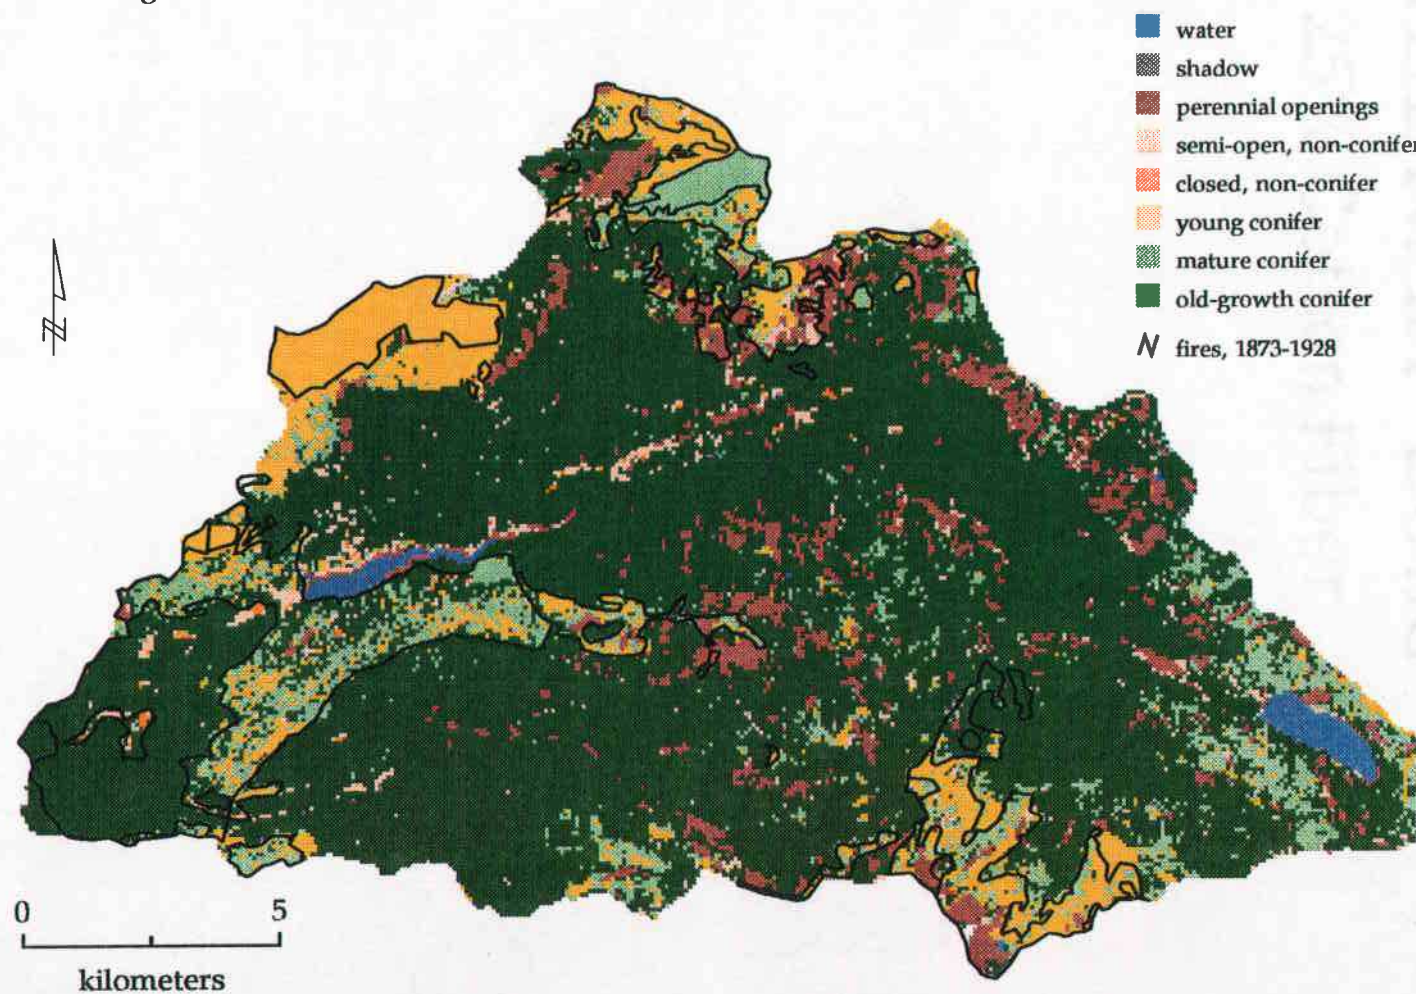 water
shadow
perennial openings
semi-open, non-conifer
closed, non-conifer
young conifer
mature conifer
old-growth conifer
fires, 1873-1928
N
0 5
kilometers